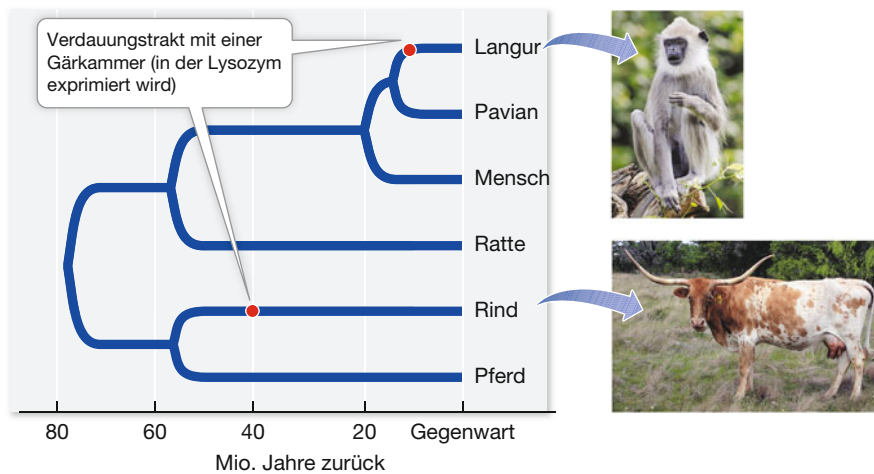 Verdauungstrakt mit einer
Gärkammer (in der Lysozym
exprimiert wird)
Langur
Pavian
Mensch
Ratte
Rind
Pferd
80 60 40 20 Gegenwart
Mio. Jahre zurück